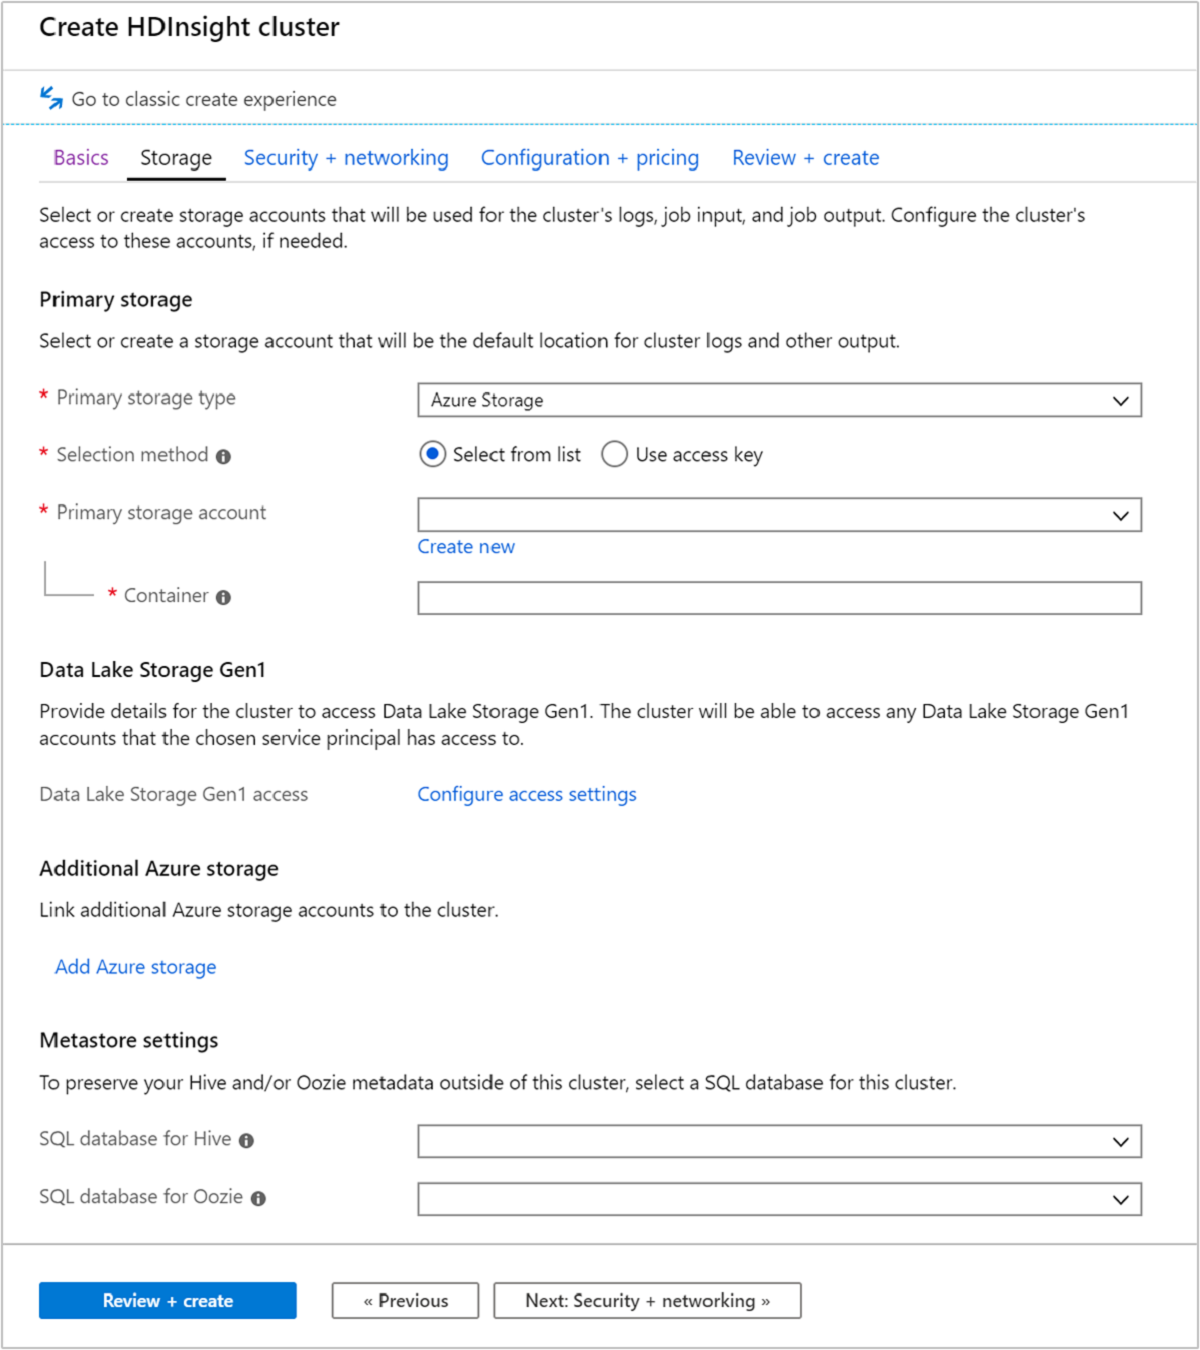 Create HDInsight cluster
Go to classic create experience
Basics Storage Security + networking Configuration + pricing Review + create
Select or create storage accounts that will be used for the cluster's logs, job input, and job output. Configure the cluster's
access to these accounts, if needed.
Primary storage
Select or create a storage account that will be the default location for cluster logs and other output.
* Primary storage type Azure Storage
* Selection method Select from list Use access key
* Primary storage account
Create new
* Container
Data Lake Storage Gen1
Provide details for the cluster to access Data Lake Storage Gen1. The cluster will be able to access any Data Lake Storage Gen1
accounts that the chosen service principal has access to.
Data Lake Storage Gen1 access Configure access settings
Additional Azure storage
Link additional Azure storage accounts to the cluster.
Add Azure storage
Metastore settings
To preserve your Hive and/or Oozie metadata outside of this cluster, select a SQL database for this cluster.
SQL database for Hive
SQL database for Oozie
Review + create « Previous Next: Security + networking »